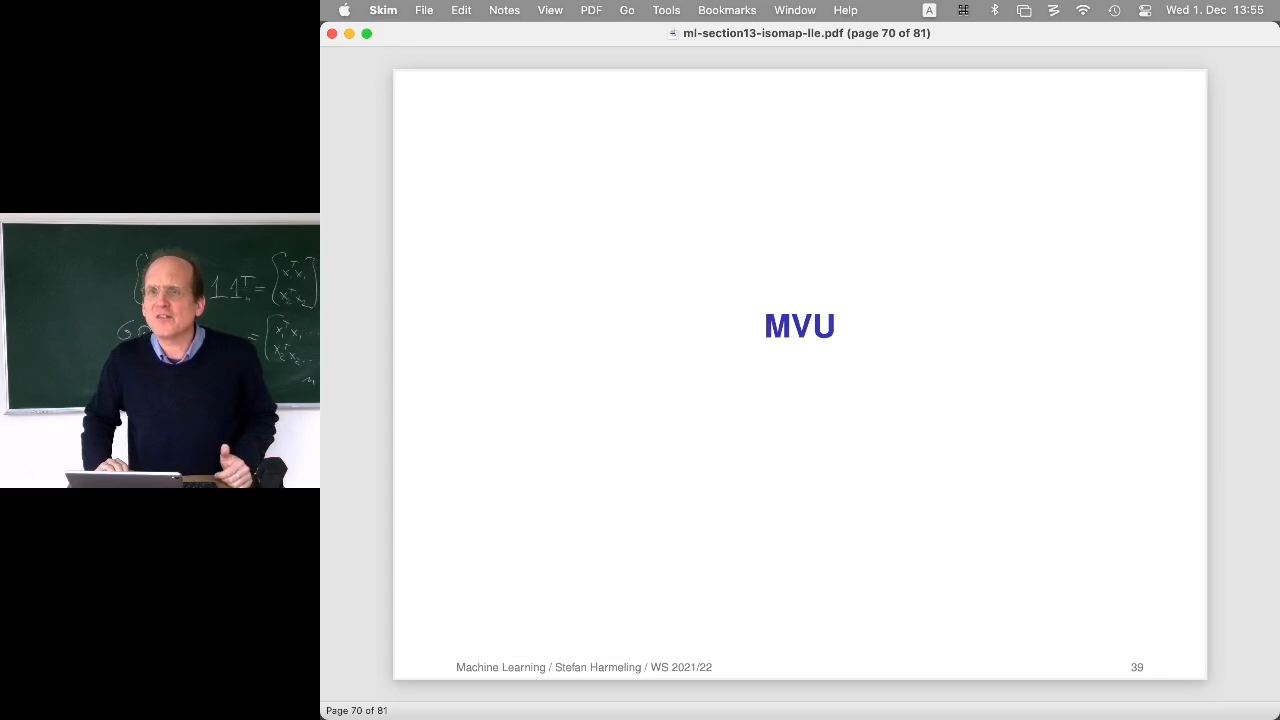 Skim File Edit Notes View PDF Go Tools Bookmarks Window Help A Wed 1. Dec 13:55
ml-section13-isomap-lle.pdf (page 70 of 81)
MVU
Machine Learning / Stefan Harmeling / WS 2021/22 39
Page 70 of 81